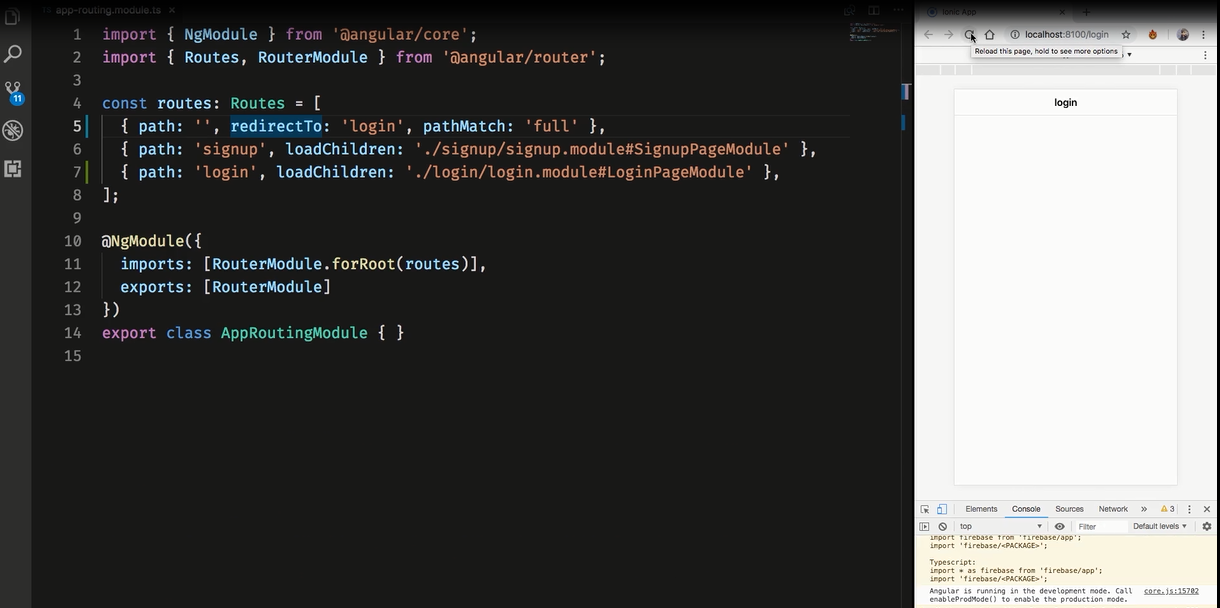 app-routing.module.ts ×
1 import { NgModule } from '@angular/core';
2 import { Routes, RouterModule } from '@angular/router';
3
4 const routes: Routes = [
5 { path: '', redirectTo: 'login', pathMatch: 'full' },
6 { path: 'signup', loadChildren: './signup/signup.module#SignupPageModule' },
7 { path: 'login', loadChildren: './login/login.module#LoginPageModule' },
8 ];
9
10 @NgModule({
11 imports: [RouterModule.forRoot(routes)],
12 exports: [RouterModule]
13 })
14 export class AppRoutingModule { }
15
11
Ionic App
localhost:8100/login
Reload this page, hold to see more options
login
Elements Console Sources Network » 3
top Filter Default levels
import firebase from 'firebase/app';
import 'firebase/<PACKAGE>';
Typescript:
import * as firebase from 'firebase/app';
import 'firebase/<PACKAGE>';
Angular is running in the development mode. Call core.js:15702
enableProdMode() to enable the production mode.